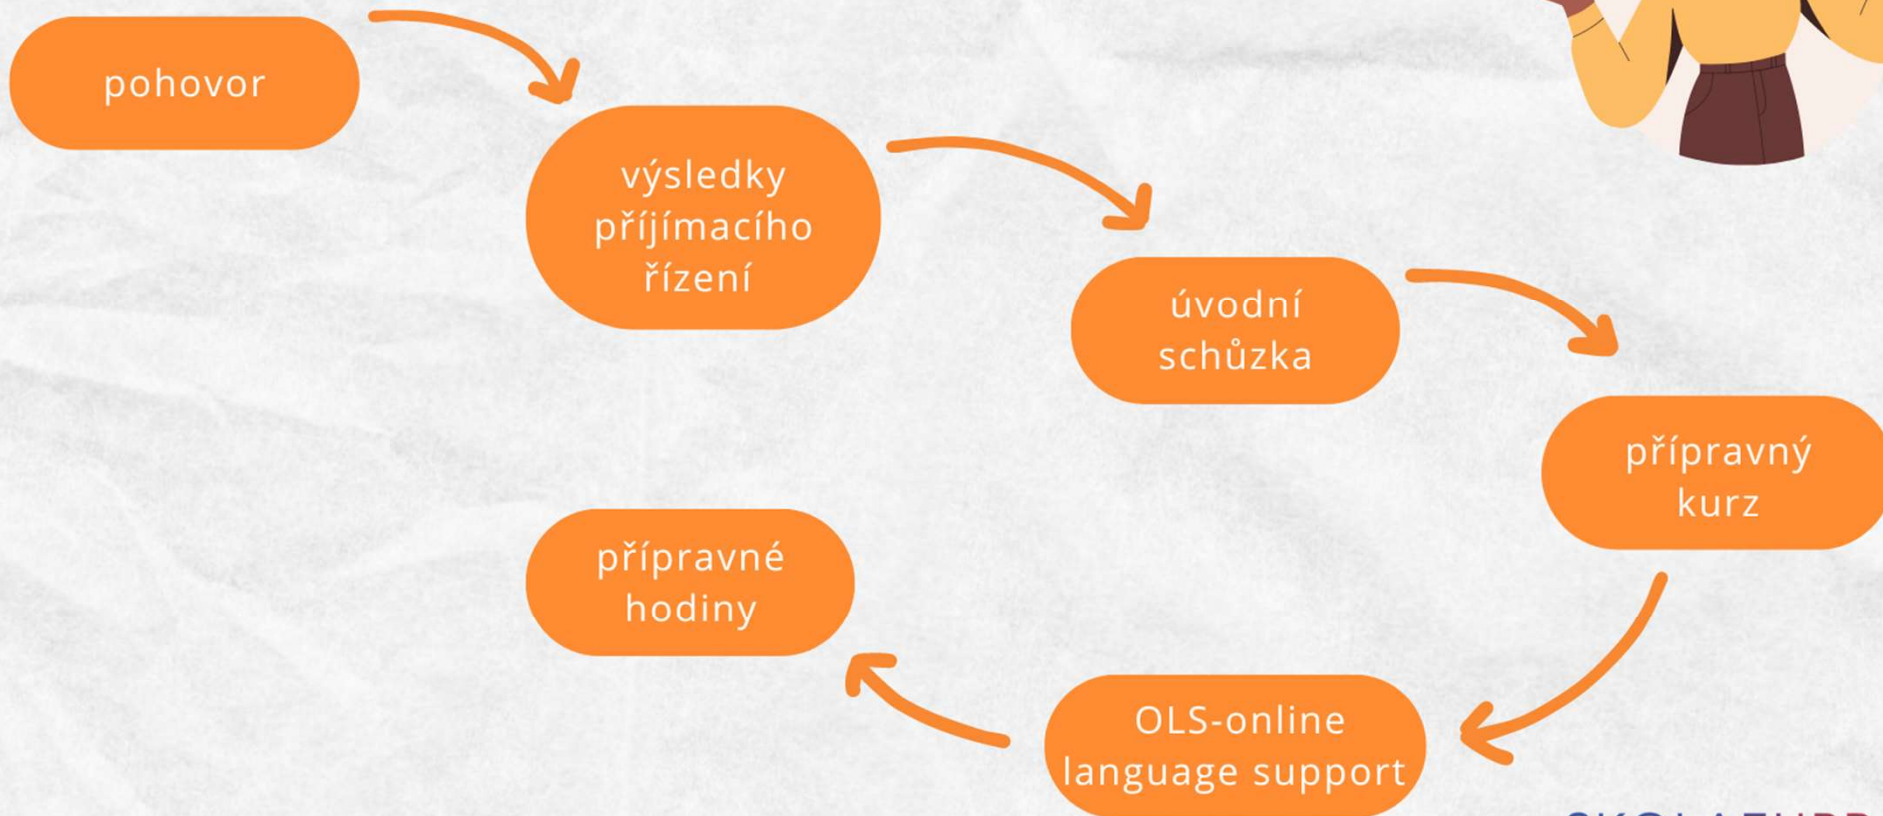 pohovor
výsledky
příjímacího
řízení
úvodní
schůzka
přípravný
kurz
OLS-online
language support
přípravné
hodiny